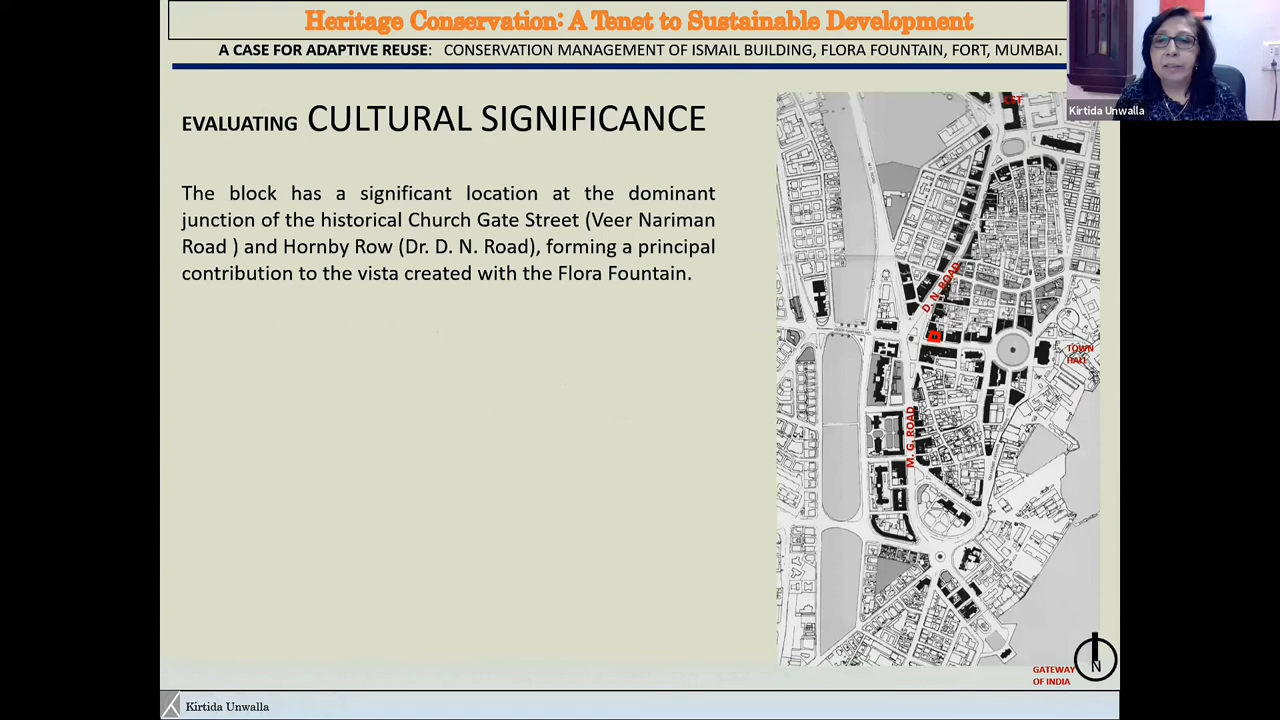 Heritage Conservation: A Tenet to Sustainable Development
A CASE FOR ADAPTIVE REUSE: CONSERVATION MANAGEMENT OF ISMAIL BUILDING, FLORA FOUNTAIN, FORT, MUMBAI.
Kirtida Unwalla
EVALUATING CULTURAL SIGNIFICANCE
The block has a significant location at the dominant
junction of the historical Church Gate Street (Veer Nariman
Road ) and Hornby Row (Dr. D. N. Road), forming a principal
contribution to the vista created with the Flora Fountain.
CST
D. N. ROAD
TOWN
HALL
M. G. ROAD
GATEWAY
OF INDIA
N
Kirtida Unwalla